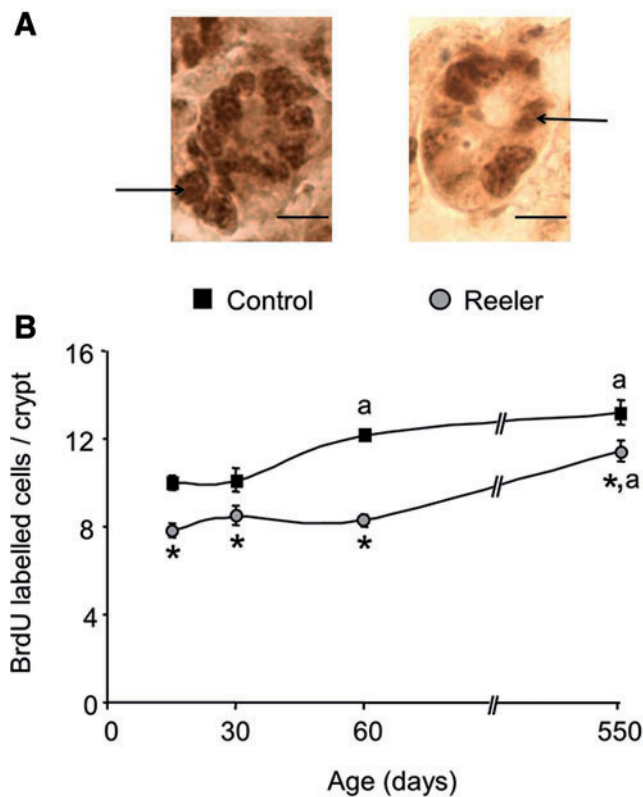 A
Control
Reeler
B
16
12
8
4
0
BrdU labelled cells / crypt
a
a
*
*
*
*,a
0
30
60
550
Age (days)